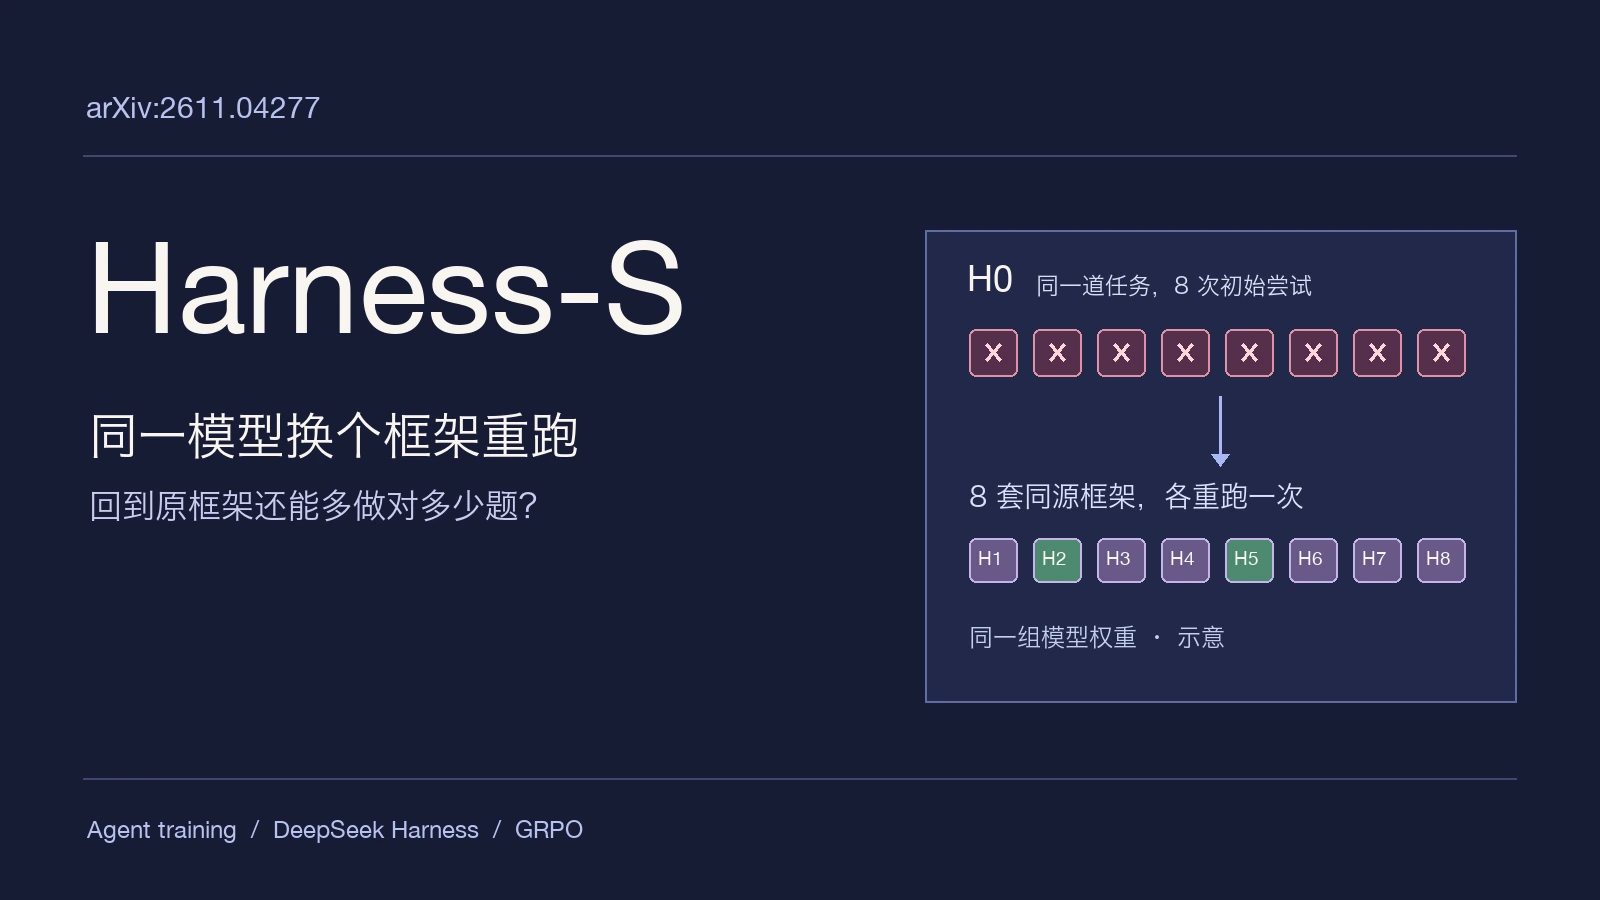 arXiv:2611.04277
Harness-S
同一模型换个框架重跑
回到原框架还能多做对多少题?
H0 同一道任务, 8 次初始尝试
X X X X X X X X
8 套同源框架, 各重跑一次
H1 H2 H3 H4 H5 H6 H7 H8
同一组模型权重 · 示意
Agent training / DeepSeek Harness / GRPO